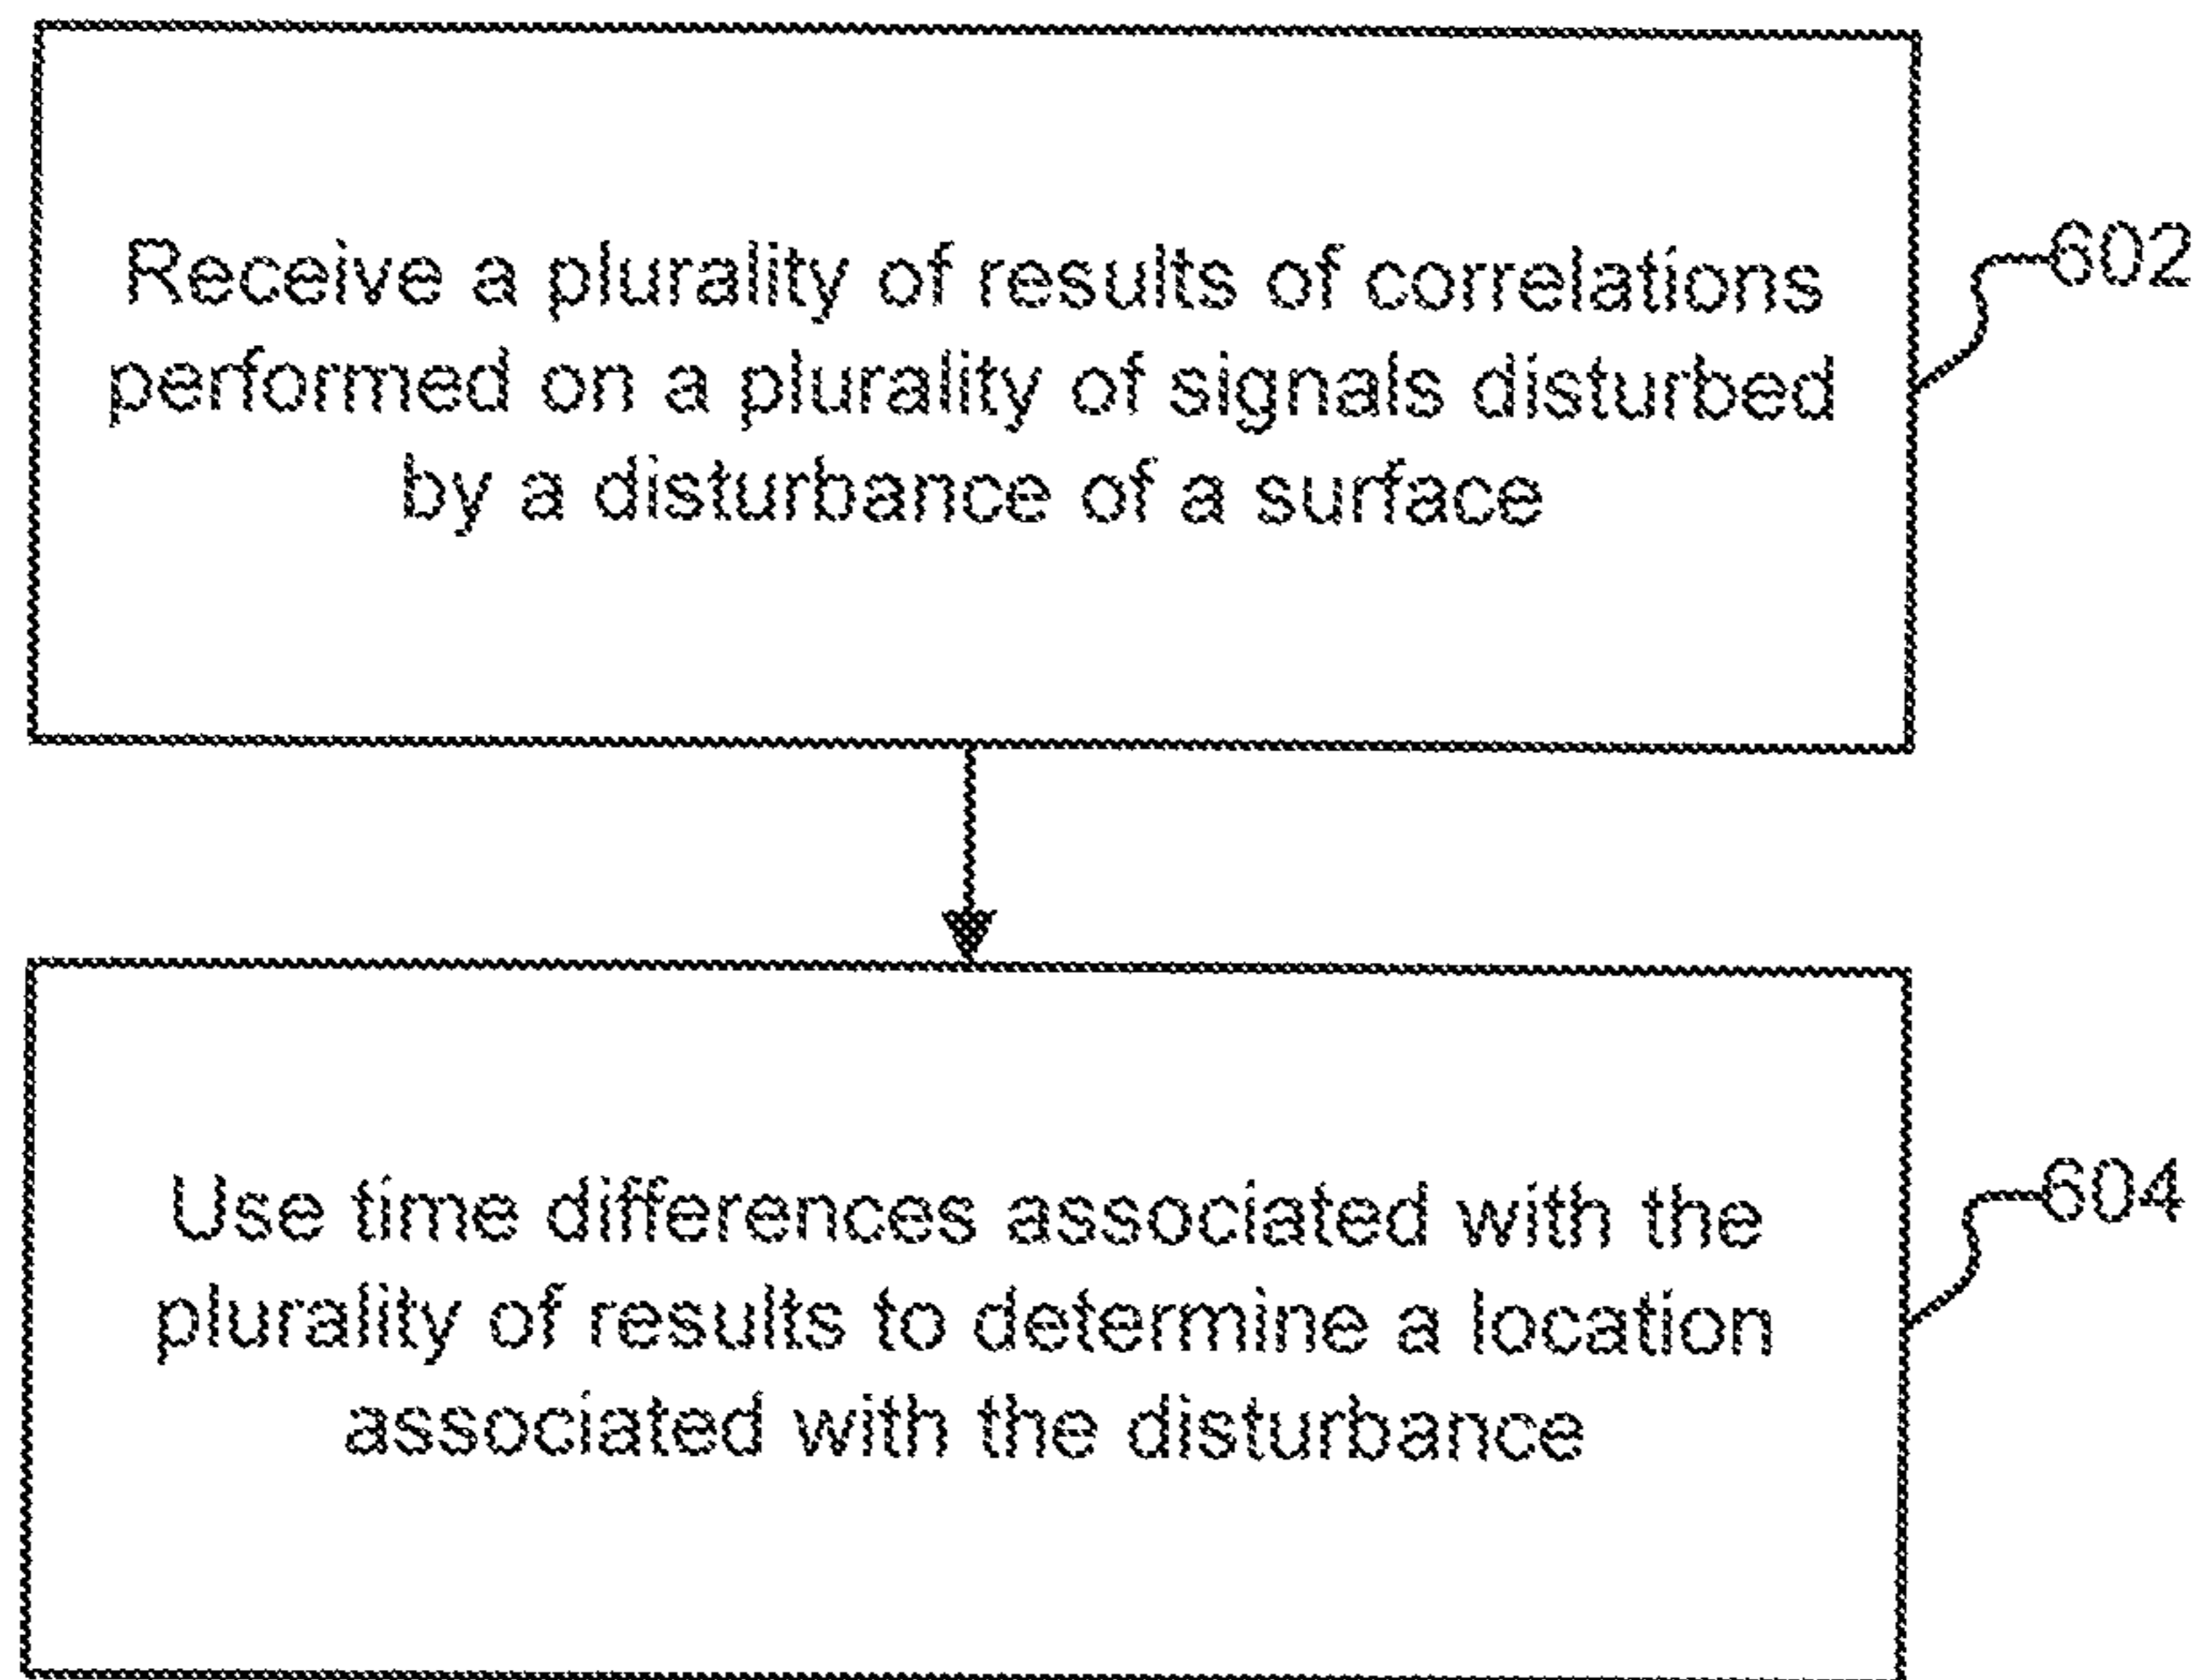 Receive a plurality of results of correlations
performed on a plurality of signals disturbed
by a disturbance of a surface
602
Use time differences associated with the
plurality of results to determine a location
associated with the disturbance
604